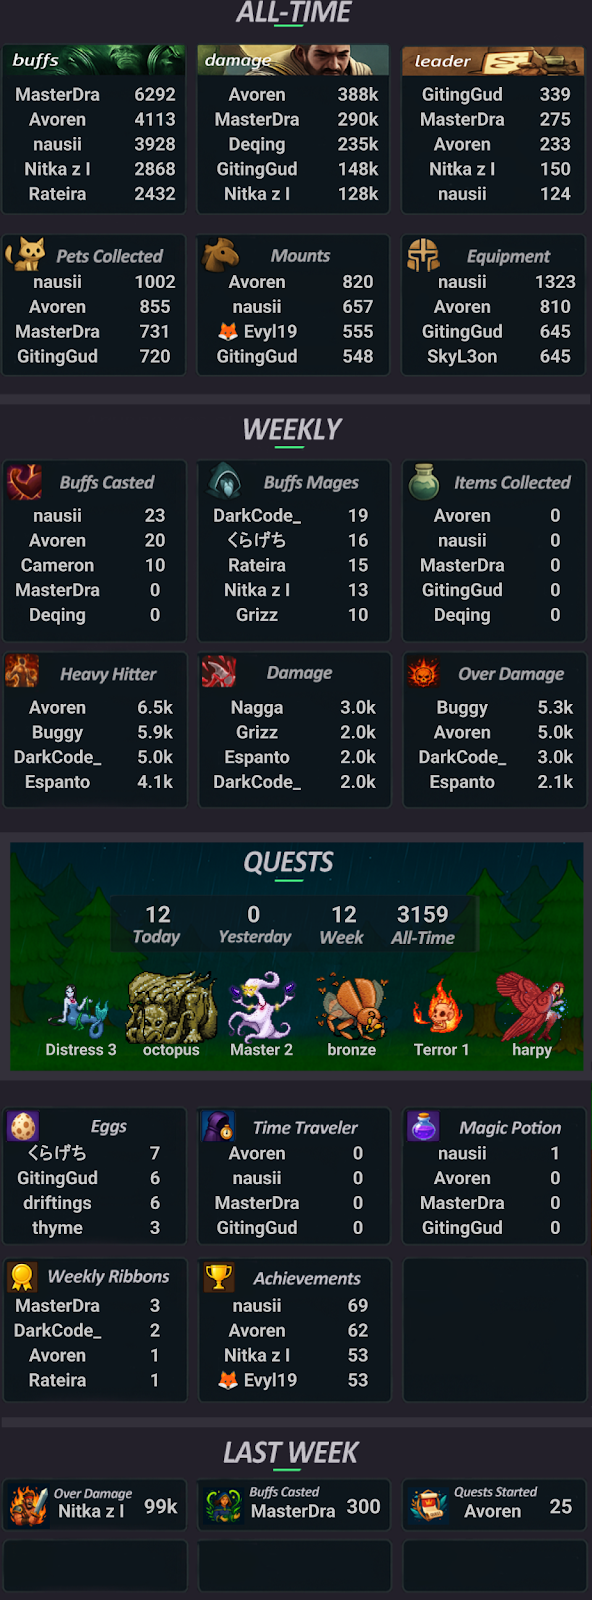 ALL-TIME
buffs
MasterDra 6292
Avoren 4113
nausii 3928
Nitka z I 2868
Rateira 2432
damage
Avoren 388k
MasterDra 290k
Deqing 235k
GitingGud 148k
Nitka z I 128k
leader
GitingGud 339
MasterDra 275
Avoren 233
Nitka z I 150
nausii 124
Pets Collected
nausii 1002
Avoren 855
MasterDra 731
GitingGud 720
Mounts
Avoren 820
nausii 657
🦊 Evyl19 555
GitingGud 548
Equipment
nausii 1323
Avoren 810
GitingGud 645
SkyL3on 645
WEEKLY
Buffs Casted
nausii 23
Avoren 20
Cameron 10
MasterDra 0
Deqing 0
Buffs Mages
DarkCode_ 19
くらげち 16
Rateira 15
Nitka z I 13
Grizz 10
Items Collected
Avoren 0
nausii 0
MasterDra 0
GitingGud 0
Deqing 0
Heavy Hitter
Avoren 6.5k
Buggy 5.9k
DarkCode_ 5.0k
Espanto 4.1k
Damage
Nagga 3.0k
Grizz 2.0k
Espanto 2.0k
DarkCode_ 2.0k
Over Damage
Buggy 5.3k
Avoren 5.0k
DarkCode_ 3.0k
Espanto 2.1k
QUESTS
12 0 12 3159
Today Yesterday Week All-Time
Distress 3 octopus Master 2 bronze Terror 1 harpy
Eggs
くらげち 7
GitingGud 6
driftings 6
thyme 3
Time Traveler
Avoren 0
nausii 0
MasterDra 0
GitingGud 0
Magic Potion
nausii 1
Avoren 0
MasterDra 0
GitingGud 0
Weekly Ribbons
MasterDra 3
DarkCode_ 2
Avoren 1
Rateira 1
Achievements
nausii 69
Avoren 62
Nitka z I 53
🦊 Evyl19 53
LAST WEEK
Over Damage
Nitka z I 99k
Buffs Casted
MasterDra 300
Quests Started
Avoren 25